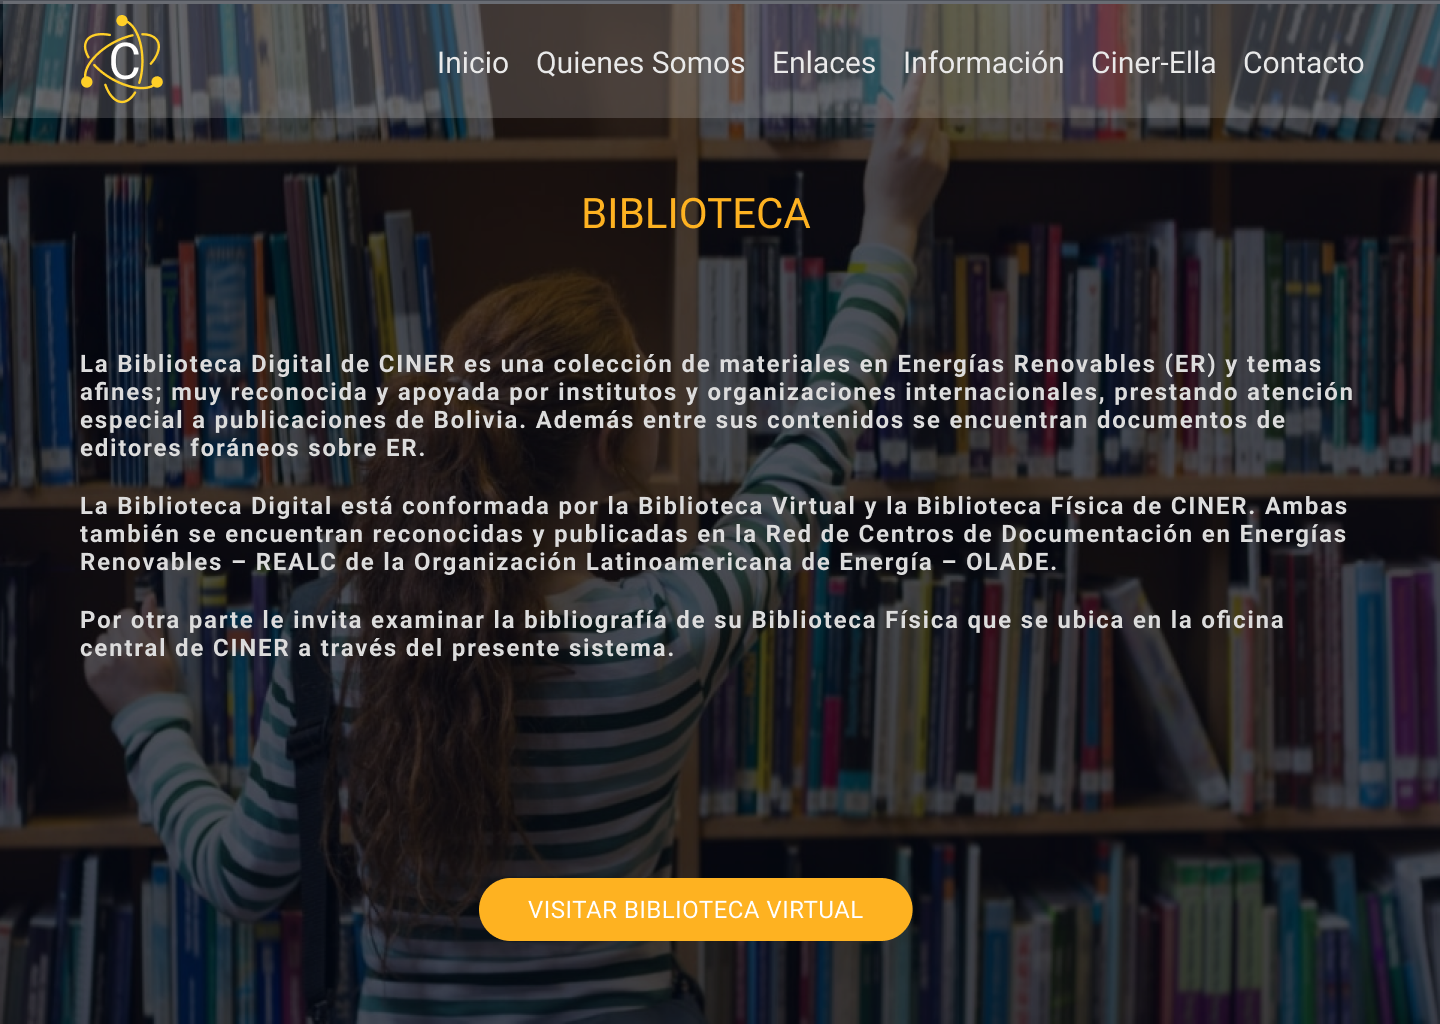 C
Inicio Quienes Somos Enlaces Información Ciner-Ella Contacto
BIBLIOTECA
La Biblioteca Digital de CINER es una colección de materiales en Energías Renovables (ER) y temas
afines; muy reconocida y apoyada por institutos y organizaciones internacionales, prestando atención
especial a publicaciones de Bolivia. Además entre sus contenidos se encuentran documentos de
editores foráneos sobre ER.
La Biblioteca Digital está conformada por la Biblioteca Virtual y la Biblioteca Física de CINER. Ambas
también se encuentran reconocidas y publicadas en la Red de Centros de Documentación en Energías
Renovables – REALC de la Organización Latinoamericana de Energía – OLADE.
Por otra parte le invita examinar la bibliografía de su Biblioteca Física que se ubica en la oficina
central de CINER a través del presente sistema.
VISITAR BIBLIOTECA VIRTUAL